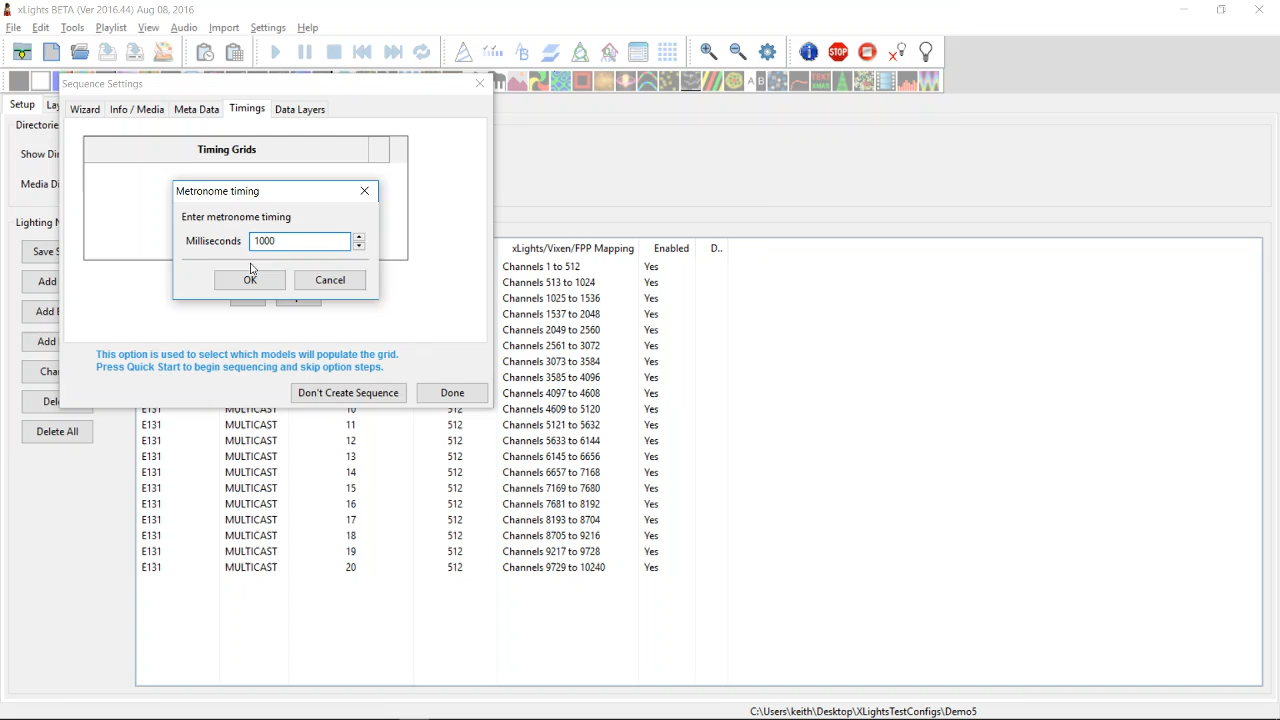 xLights BETA (Ver 2016.44) Aug 08, 2016
File Edit Tools Playlist View Audio Import Settings Help
Sequence Settings
Setup
Wizard Info / Media Meta Data Timings Data Layers
Directorie
Show Di
Media Di
Timing Grids
Metronome timing
Enter metronome timing
Milliseconds 1000
OK Cancel
This option is used to select which models will populate the grid.
Press Quick Start to begin sequencing and skip option steps.
Don't Create Sequence Done
Lighting
Save
Add
Add
Add
Delete All
xLights/Vixen/FPP Mapping Enabled D..
Channels 1 to 512 Yes
Channels 513 to 1024 Yes
Channels 1025 to 1536 Yes
Channels 1537 to 2048 Yes
Channels 2049 to 2560 Yes
Channels 2561 to 3072 Yes
Channels 3073 to 3584 Yes
Channels 3585 to 4096 Yes
Channels 4097 to 4608 Yes
E131 MULTICAST 10 512 Channels 4609 to 5120 Yes
E131 MULTICAST 11 512 Channels 5121 to 5632 Yes
E131 MULTICAST 12 512 Channels 5633 to 6144 Yes
E131 MULTICAST 13 512 Channels 6145 to 6656 Yes
E131 MULTICAST 14 512 Channels 6657 to 7168 Yes
E131 MULTICAST 15 512 Channels 7169 to 7680 Yes
E131 MULTICAST 16 512 Channels 7681 to 8192 Yes
E131 MULTICAST 17 512 Channels 8193 to 8704 Yes
E131 MULTICAST 18 512 Channels 8705 to 9216 Yes
E131 MULTICAST 19 512 Channels 9217 to 9728 Yes
E131 MULTICAST 20 512 Channels 9729 to 10240 Yes
C:\Users\keith\Desktop\XLightsTestConfigs\Demo5